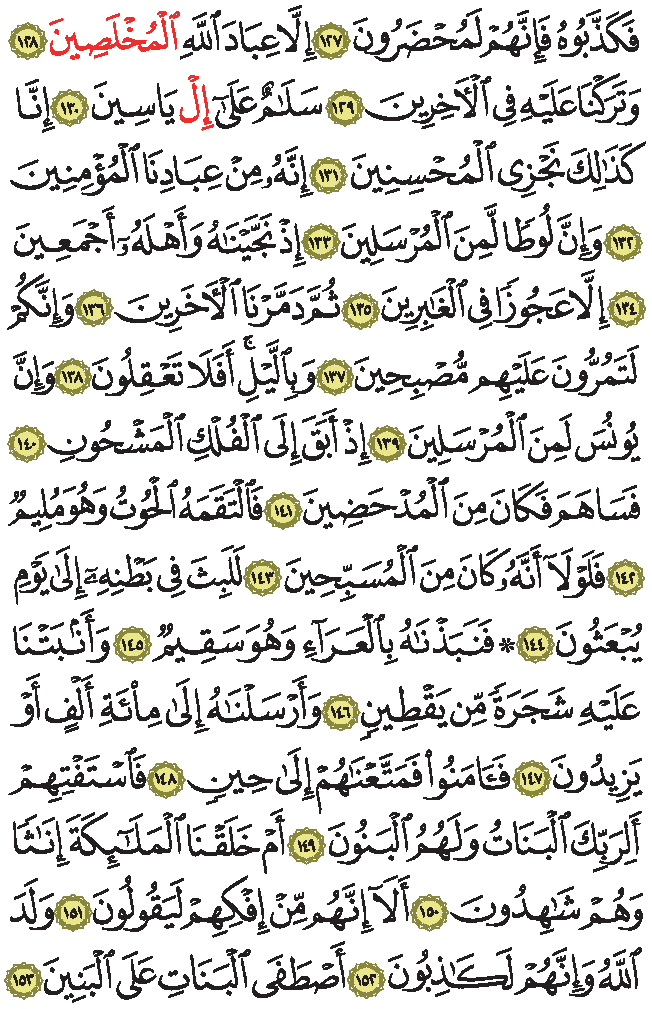 فَكَذَّبُوهُ فَإِنَّهُمْ لَمُحْضَرُونَ ١٢٧ إِلَّا عِبَادَ ٱللَّهِ ٱلْمُخْلَصِينَ ١٢٨
وَتَرَكْنَا عَلَيْهِ فِى ٱلْأَخِرِينَ ١٢٩ سَلَٰمٌ عَلَىٰٓ إِلْ يَاسِينَ ١٣٠ إِنَّا
كَذَٰلِكَ نَجْزِى ٱلْمُحْسِنِينَ ١٣١ إِنَّهُۥ مِنْ عِبَادِنَا ٱلْمُؤْمِنِينَ
١٣٢ وَإِنَّ لُوطًا لَّمِنَ ٱلْمُرْسَلِينَ ١٣٣ إِذْ نَجَّيْنَٰهُ وَأَهْلَهُۥٓ أَجْمَعِينَ
١٣٤ إِلَّا عَجُوزًا فِى ٱلْغَٰبِرِينَ ١٣٥ ثُمَّ دَمَّرْنَا ٱلْأَخَرِينَ ١٣٦ وَإِنَّكُمْ
لَتَمُرُّونَ عَلَيْهِم مُّصْبِحِينَ ١٣٧ وَبِٱلَّيْلِ ۚ أَفَلَا تَعْقِلُونَ ١٣٨ وَإِنَّ
يُونُسَ لَمِنَ ٱلْمُرْسَلِينَ ١٣٩ إِذْ أَبَقَ إِلَى ٱلْفُلْكِ ٱلْمَشْحُونِ ١٤٠
فَسَاهَمَ فَكَانَ مِنَ ٱلْمُدْحَضِينَ ١٤١ فَٱلْتَقَمَهُ ٱلْحُوتُ وَهُوَ مُلِيمٌ
١٤٢ فَلَوْلَآ أَنَّهُۥ كَانَ مِنَ ٱلْمُسَبِّحِينَ ١٤٣ لَلَبِثَ فِى بَطْنِهِۦٓ إِلَىٰ يَوْمِ
يُبْعَثُونَ ١٤٤ ۞ فَنَبَذْنَٰهُ بِٱلْعَرَآءِ وَهُوَ سَقِيمٌ ١٤٥ وَأَنۢبَتْنَا
عَلَيْهِ شَجَرَةً مِّن يَقْطِينٍ ١٤٦ وَأَرْسَلْنَٰهُ إِلَىٰ مِا۟ئَةِ أَلْفٍ أَوْ
يَزِيدُونَ ١٤٧ فَـَٔامَنُوا۟ فَمَتَّعْنَٰهُمْ إِلَىٰ حِينٍ ١٤٨ فَٱسْتَفْتِهِمْ
أَلِرَبِّكَ ٱلْبَنَاتُ وَلَهُمُ ٱلْبَنُونَ ١٤٩ أَمْ خَلَقْنَا ٱلْمَلَٰٓئِكَةَ إِنَٰثًا
وَهُمْ شَٰهِدُونَ ١٥٠ أَلَآ إِنَّهُم مِّنْ إِفْكِهِمْ لَيَقُولُونَ ١٥١ وَلَدَ
ٱللَّهُ وَإِنَّهُمْ لَكَٰذِبُونَ ١٥٢ أَصْطَفَى ٱلْبَنَاتِ عَلَى ٱلْبَنِينَ ١٥٣